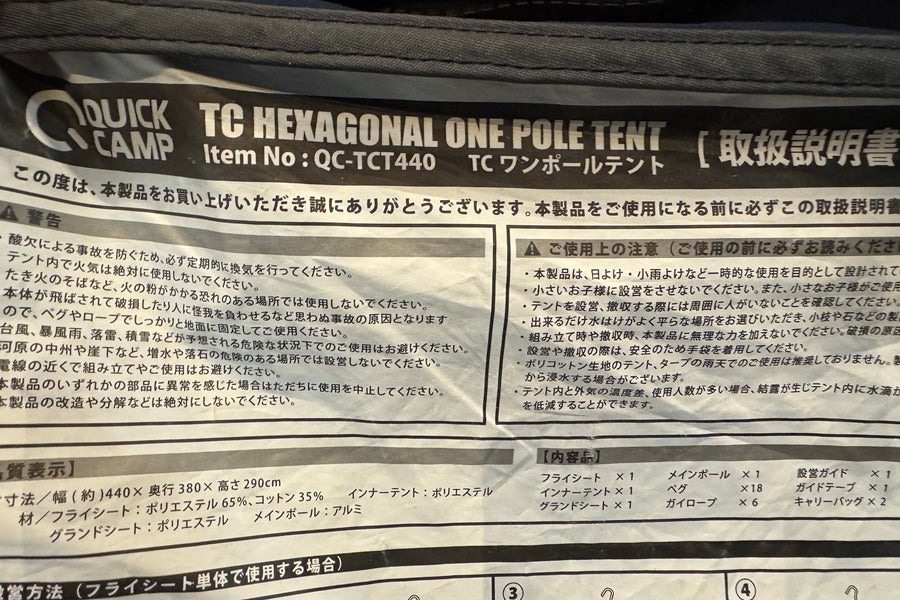 QUICK CAMP
TC HEXAGONAL ONE POLE TENT
Item No : QC-TCT440 TC ワンポールテント
[ 取扱説明書
この度は、本製品をお買い上げいただき誠にありがとうございます。本製品をご使用になる前に必ずこの取扱説明書
警告
・酸欠による事故を防ぐため、必ず定期的に換気を行ってください。
テント内で火気は絶対に使用しないでください。
たき火のそばなど、火の粉がかかる恐れのある場所では使用しないでください。
本体が飛ばされて破損したり人に怪我を負わせるなど思わぬ事故の原因となります
ので、ペグやロープでしっかりと地面に固定してご使用ください。
台風、暴風雨、落雷、積雪などが予想される危険な状況下でのご使用はお避けください。
河原の中州や崖下など、増水や落石の危険のある場所では設営しないでください。
電線の近くで組み立てやご使用はお避けください。
本製品のいずれかの部品に異常を感じた場合はただちに使用を中止してください。
本製品の改造や分解などは絶対にしないでください。
ご使用上の注意（ご使用の前に必ずお読みくださ
・本製品は、日よけ・小雨よけなど一時的な使用を目的として設計されて
・小さいお子様に設営をさせないでください。また、小さなお子様がご使用
・テントを設営、撤収する際には周囲に人がいないことを確認してください。
・出来るだけ水はけがよく平らな場所をお選びいただき、小枝や石などの製
・組み立て時や撤収時、本製品に無理な力を加えないでください。破損の原因
・設営や撤収の際は、安全のため手袋を着用してください。
・ポリコットン生地のテント、タープの雨天でのご使用は推奨しておりません。製
から浸水する場合がございます。
・テント内と外気の温度差、使用人数が多い場合、結露が生じテント内に水滴が
を低減することができます。
質表示】
寸法／幅 ( 約 )440× 奥行 380× 高さ 290cm
材／フライシート：ポリエステル 65%、コットン 35% インナーテント：ポリエステル
グランドシート：ポリエステル メインポール：アルミ
【内容品】
フライシート ×1 メインポール ×1 設営ガイド ×1
インナーテント×1 ペグ ×18 ガイドテープ ×1
グランドシート×1 ガイロープ ×6 キャリーバッグ ×2
設営方法（フライシート単体で使用する場合）
③
④